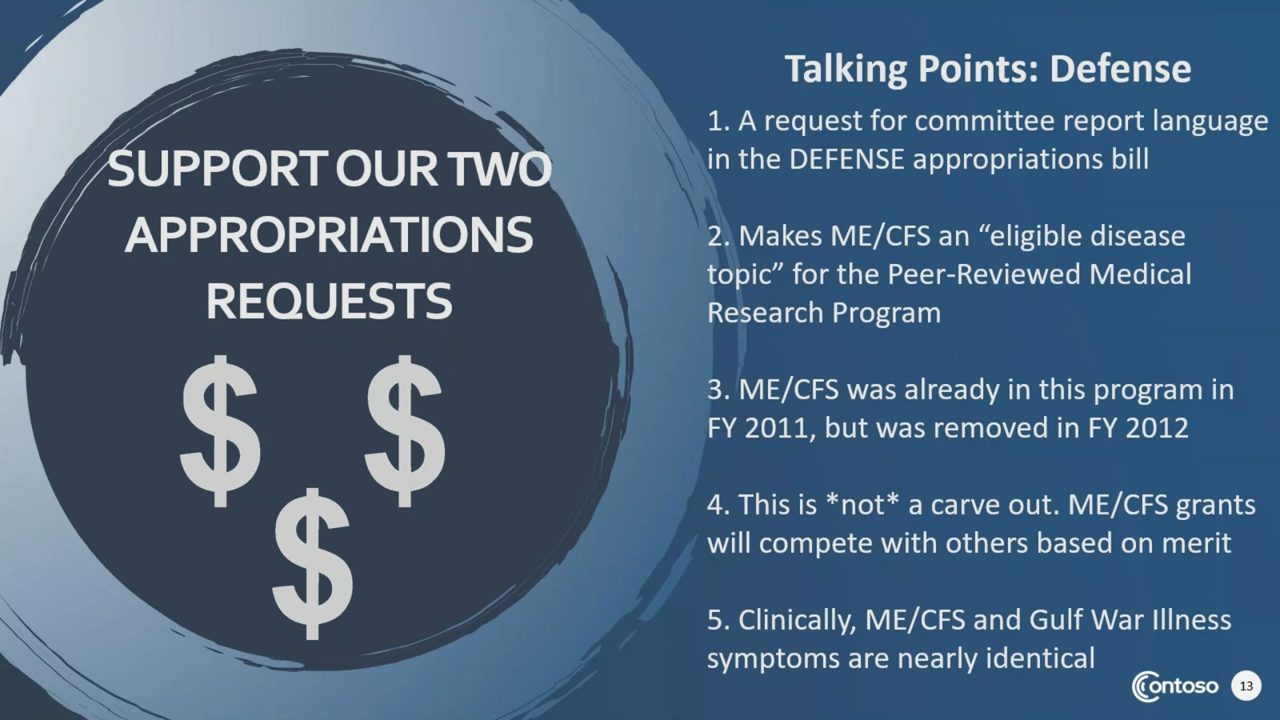 SUPPORT OUR TWO
APPROPRIATIONS
REQUESTS
$ $
$
Talking Points: Defense
1. A request for committee report language
in the DEFENSE appropriations bill
2. Makes ME/CFS an “eligible disease
topic” for the Peer-Reviewed Medical
Research Program
3. ME/CFS was already in this program in
FY 2011, but was removed in FY 2012
4. This is *not* a carve out. ME/CFS grants
will compete with others based on merit
5. Clinically, ME/CFS and Gulf War Illness
symptoms are nearly identical
Contoso
13